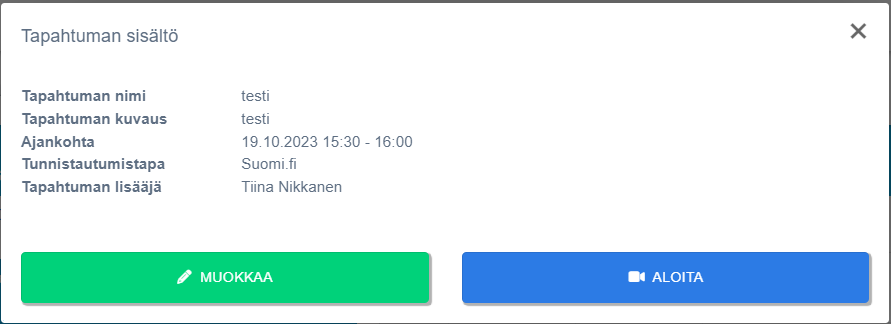 Tapahtuman sisältö
Tapahtuman nimi testi
Tapahtuman kuvaus testi
Ajankohta 19.10.2023 15:30 - 16:00
Tunnistautumistapa Suomi.fi
Tapahtuman lisääjä Tiina Nikkanen
MUOKKAA ALOITA